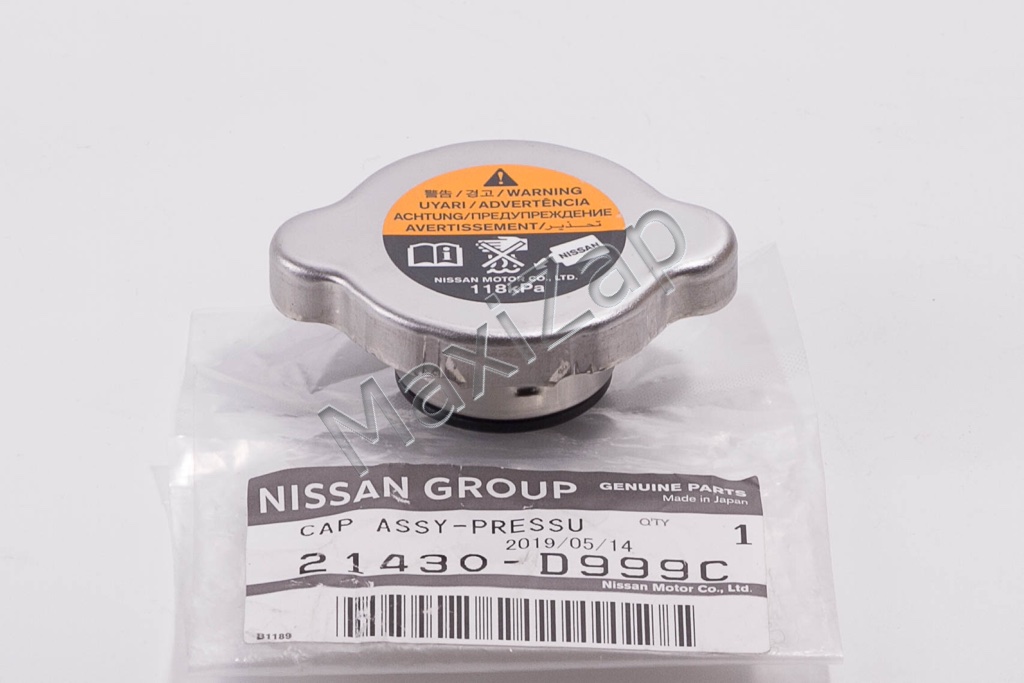 警告/경고/WARNING
UYARI/ADVERTÊNCIA
ACHTUNG/ПРЕДУПРЕЖДЕНИЕ
AVERTISSEMENT/تحذير
NISSAN
NISSAN MOTOR CO., LTD.
118kPa
MaxiZap
NISSAN GROUP GENUINE PARTS
Made in Japan
CAP ASSY-PRESSU Q'TY 1
2019/05/14
21430-D999C
Nissan Motor Co., Ltd.
B1189